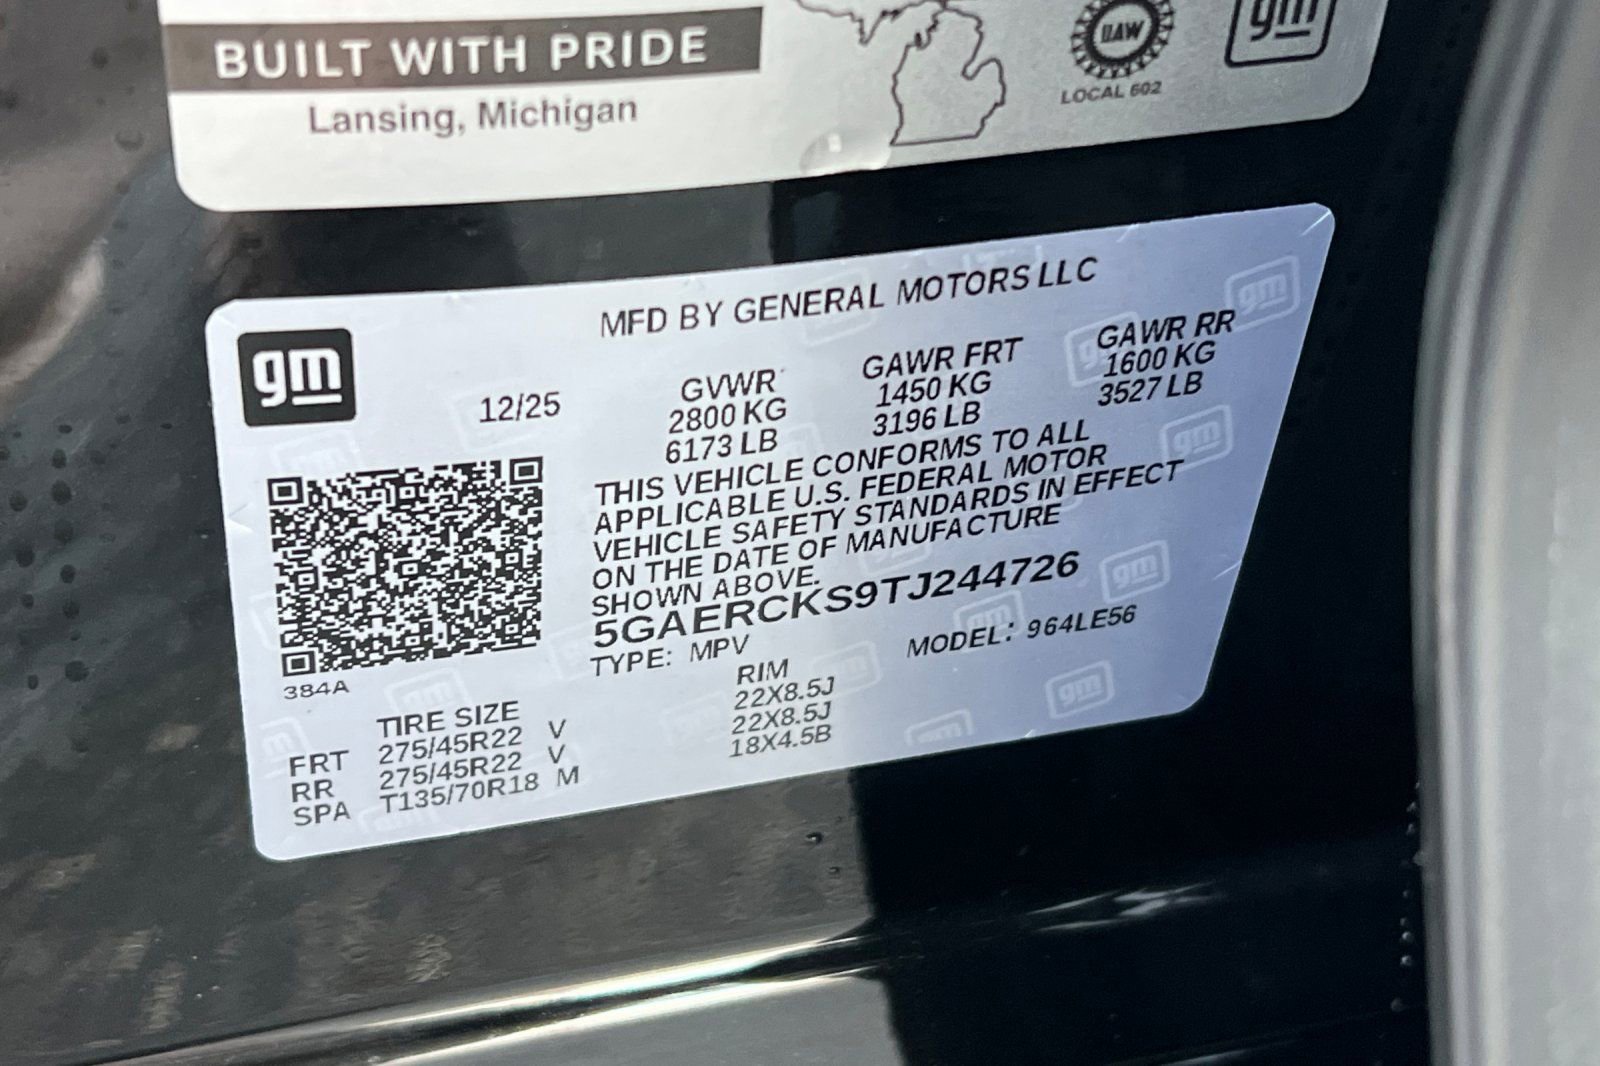 BUILT WITH PRIDE
Lansing, Michigan
UAW
LOCAL 602
gm
MFD BY GENERAL MOTORS LLC
gm
12/25
GVWR GAWR FRT GAWR RR
2800 KG 1450 KG 1600 KG
6173 LB 3196 LB 3527 LB
THIS VEHICLE CONFORMS TO ALL
APPLICABLE U.S. FEDERAL MOTOR
VEHICLE SAFETY STANDARDS IN EFFECT
ON THE DATE OF MANUFACTURE
SHOWN ABOVE.
5GAERCKS9TJ244726
TYPE: MPV MODEL: 964LE56
384A
TIRE SIZE RIM
FRT 275/45R22 V 22X8.5J
RR 275/45R22 V 22X8.5J
SPA T135/70R18 M 18X4.5B